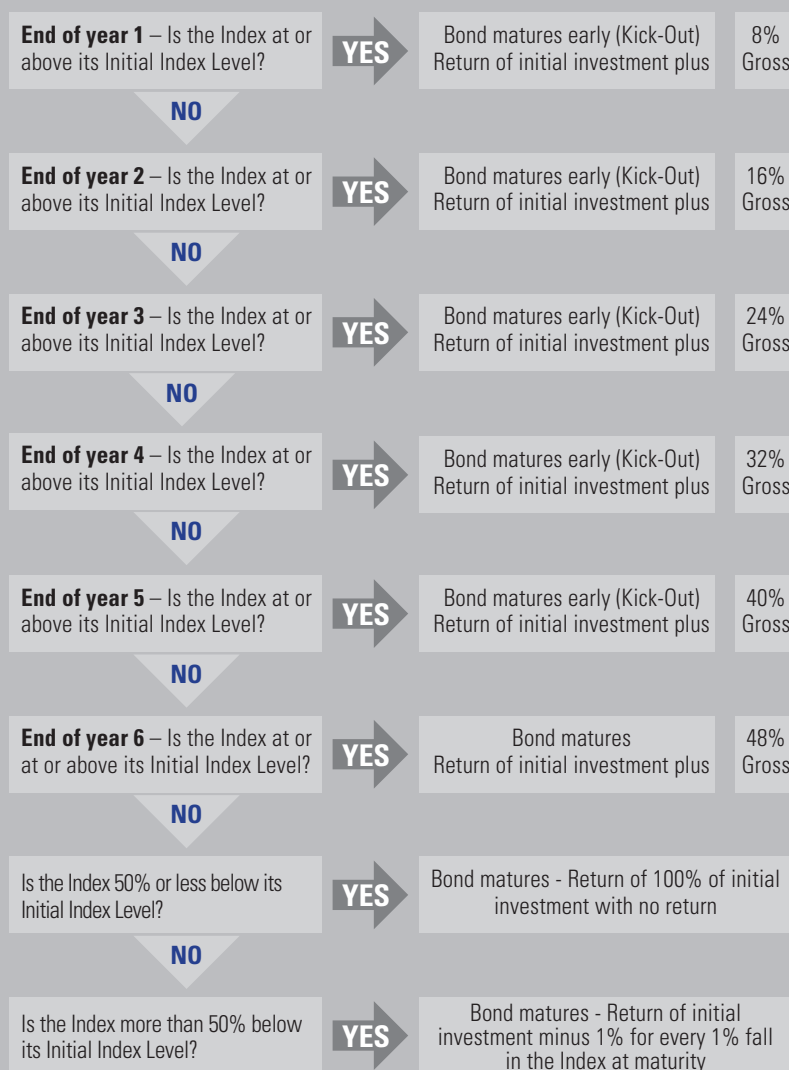 End of year 1 – Is the Index at or
above its Initial Index Level?
YES
Bond matures early (Kick-Out)
Return of initial investment plus
8%
Gross
NO
End of year 2 – Is the Index at or
above its Initial Index Level?
YES
Bond matures early (Kick-Out)
Return of initial investment plus
16%
Gross
NO
End of year 3 – Is the Index at or
above its Initial Index Level?
YES
Bond matures early (Kick-Out)
Return of initial investment plus
24%
Gross
NO
End of year 4 – Is the Index at or
above its Initial Index Level?
YES
Bond matures early (Kick-Out)
Return of initial investment plus
32%
Gross
NO
End of year 5 – Is the Index at or
above its Initial Index Level?
YES
Bond matures early (Kick-Out)
Return of initial investment plus
40%
Gross
NO
End of year 6 – Is the Index at or
at or above its Initial Index Level?
YES
Bond matures
Return of initial investment plus
48%
Gross
NO
Is the Index 50% or less below its
Initial Index Level?
YES
Bond matures - Return of 100% of initial
investment with no return
NO
Is the Index more than 50% below
its Initial Index Level?
YES
Bond matures - Return of initial
investment minus 1% for every 1% fall
in the Index at maturity